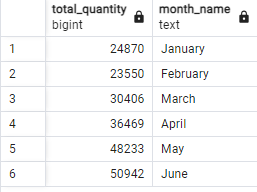 total_quantity month_name
bigint text
1 24870 January
2 23550 February
3 30406 March
4 36469 April
5 48233 May
6 50942 June